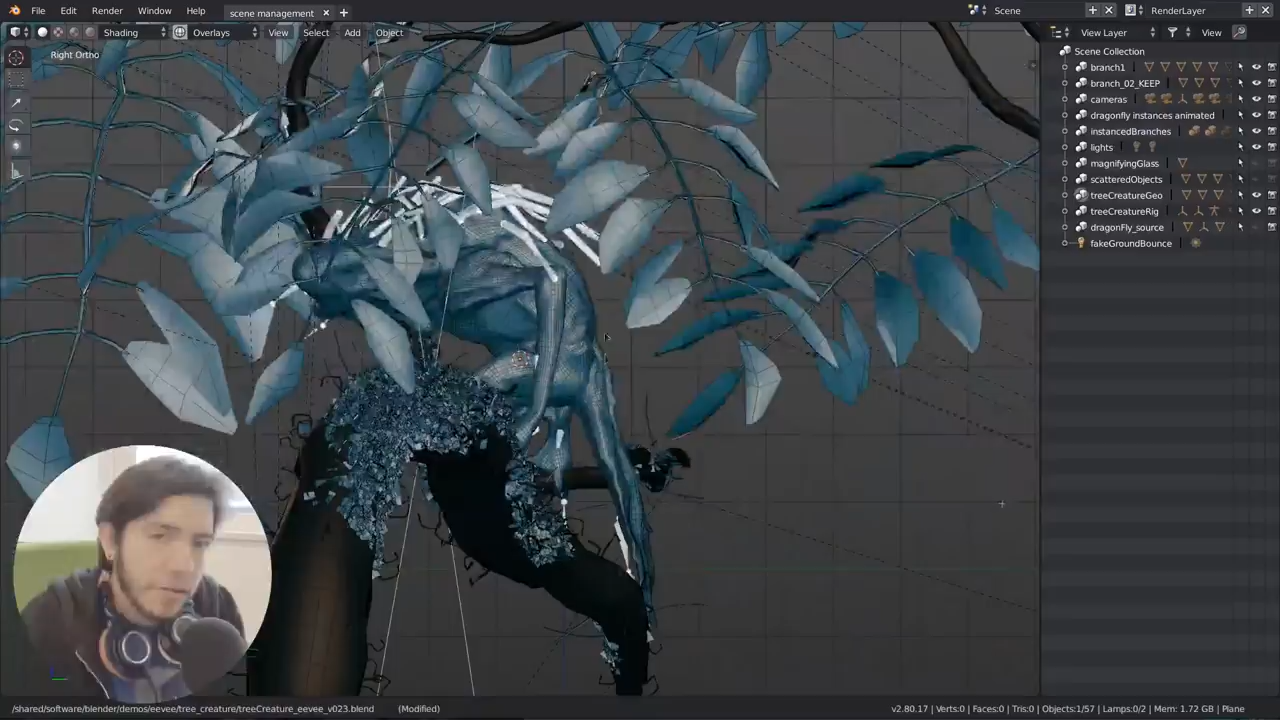 File Edit Render Window Help scene management Scene RenderLayer
Shading Overlays View Select Add Object View Layer View
Right Ortho
Scene Collection
branch1
branch_02_KEEP
cameras
dragonfly instances animated
instancedBranches
lights
magnifyingGlass
scatteredObjects
treeCreatureGeo
treeCreatureRig
dragonFly_source
fakeGroundBounce
/shared/software/blender/demos/eevee/tree_creature/treeCreature_eevee_v023.blend (Modified) v2.80.17 | Verts:0 | Faces:0 | Tris:0 | Objects:1/57 | Lamps:0/2 | Mem: 1.72 GB | Plane